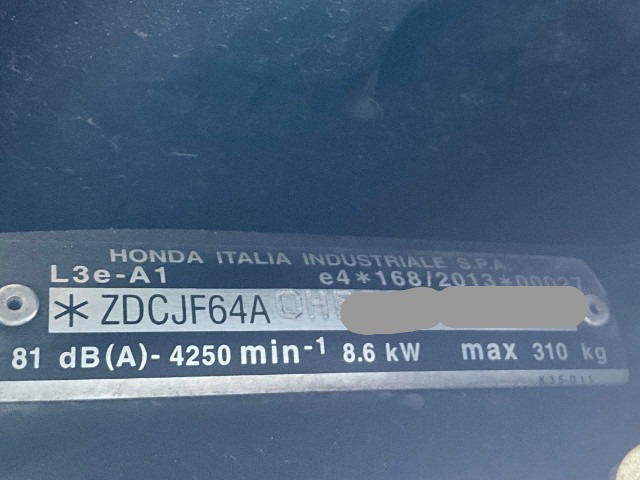 HONDA ITALIA INDUSTRIALE S.P.A.
L3e-A1 e4*168/2013*00027
* ZDCJF64A
81 dB(A)- 4250 min-1 8.6 kW max 310 kg